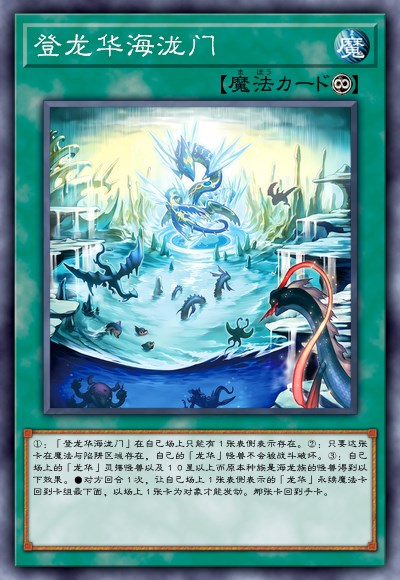 登龙华海泷门
魔
【魔法カード】
ま ほう
①：「登龙华海泷门」在自己场上只能有1张表侧表示存在。②：只要这张
卡在魔法与陷阱区域存在，自己的「龙华」怪兽不会被战斗破坏。③：自己
场上的「龙华」灵摆怪兽以及10星以上而原本种族是海龙族的怪兽得到以
下效果。●对方回合1次，让自己场上1张表侧表示的「龙华」永续魔法卡
回到卡组最下面，以场上1张卡为对象才能发动。那张卡回到手卡。